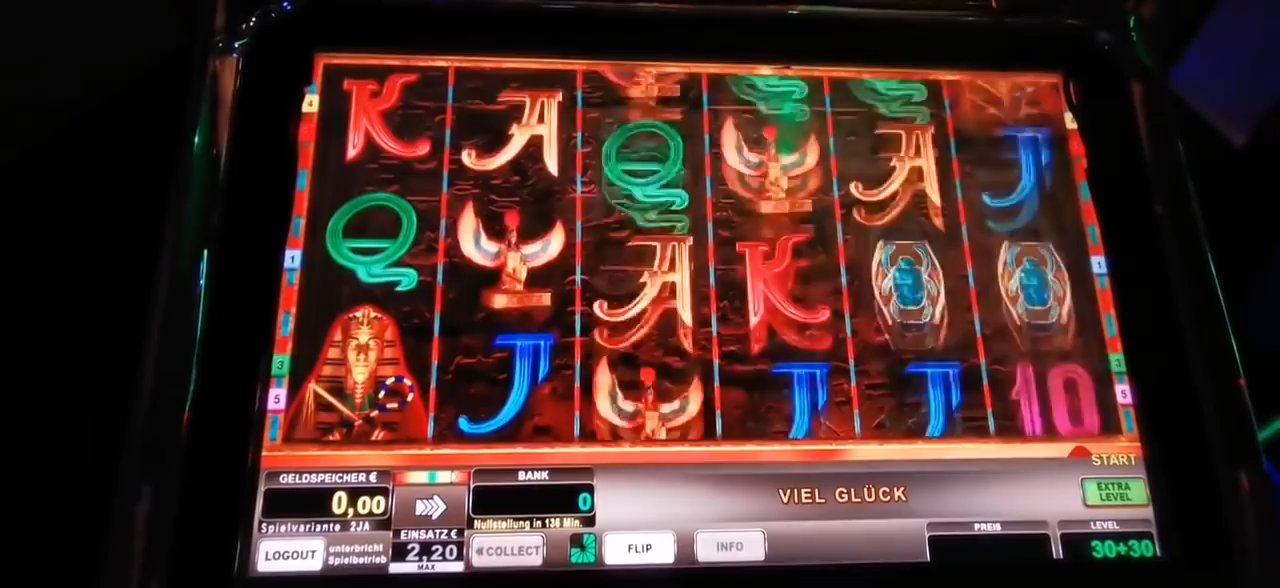 K A
Q A J
4
Q K
A
1 1
J
3 3
5 5
J J 10
START
GELDSPEICHER € BANK
VIEL GLÜCK
EXTRA
LEVEL
0,00 0
Spielvariante 2JA Nullstellung in 136 Min.
PREIS LEVEL
EINSATZ €
LOGOUT unterbricht
Spielbetrieb
2,20
MAX
«COLLECT FLIP INFO 30+30